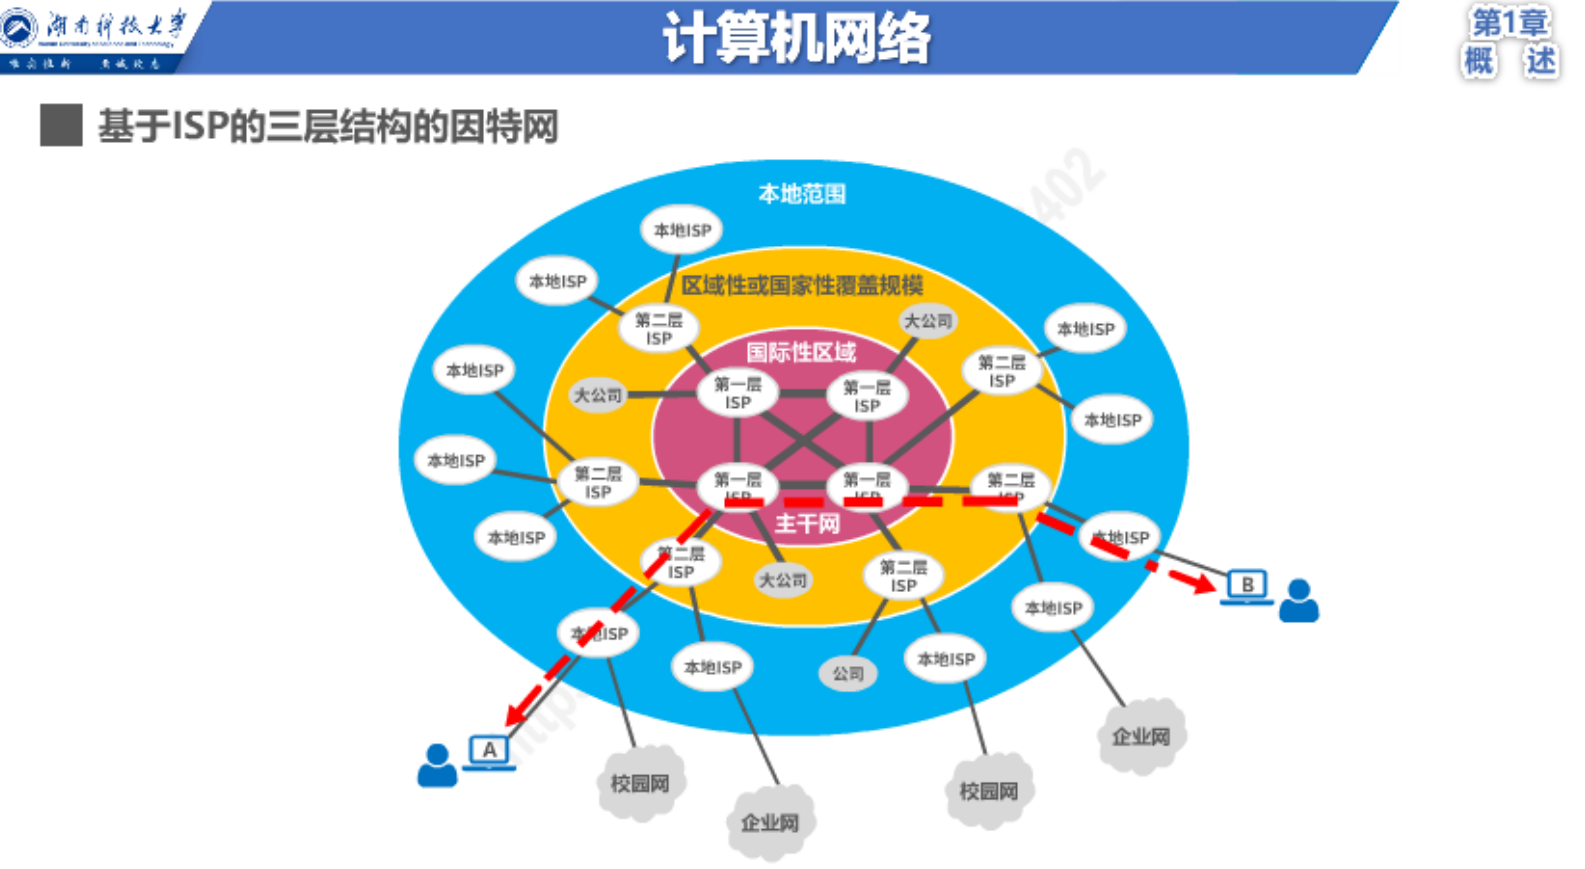 湖南科技大学
计算机网络
第1章
概 述
基于ISP的三层结构的因特网
本地范围
本地ISP
本地ISP
区域性或国家性覆盖规模
第二层
ISP
大公司
本地ISP
国际性区域
第二层
ISP
本地ISP
大公司
第一层
ISP
第一层
ISP
本地ISP
本地ISP
第二层
ISP
第一层
ISP
第一层
ISP
第二层
ISP
主干网
本地ISP
本地ISP
第二层
ISP
大公司
第二层
ISP
B
本地ISP
本地ISP
本地ISP
公司
本地ISP
A
校园网
企业网
校园网
企业网
402